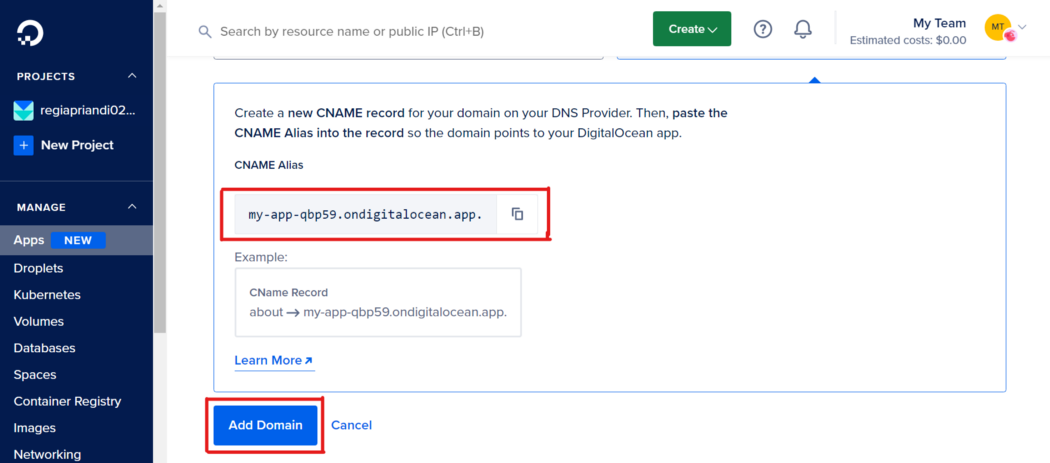 Search by resource name or public IP (Ctrl+B)
Create
?
My Team
Estimated costs: $0.00
MT
PROJECTS
regiapriandi02...
+ New Project
MANAGE
Apps NEW
Droplets
Kubernetes
Volumes
Databases
Spaces
Container Registry
Images
Networking
Create a new CNAME record for your domain on your DNS Provider. Then, paste the
CNAME Alias into the record so the domain points to your DigitalOcean app.
CNAME Alias
my-app-qbp59.ondigitalocean.app.
Example:
CName Record
about → my-app-qbp59.ondigitalocean.app.
Learn More
Add Domain
Cancel